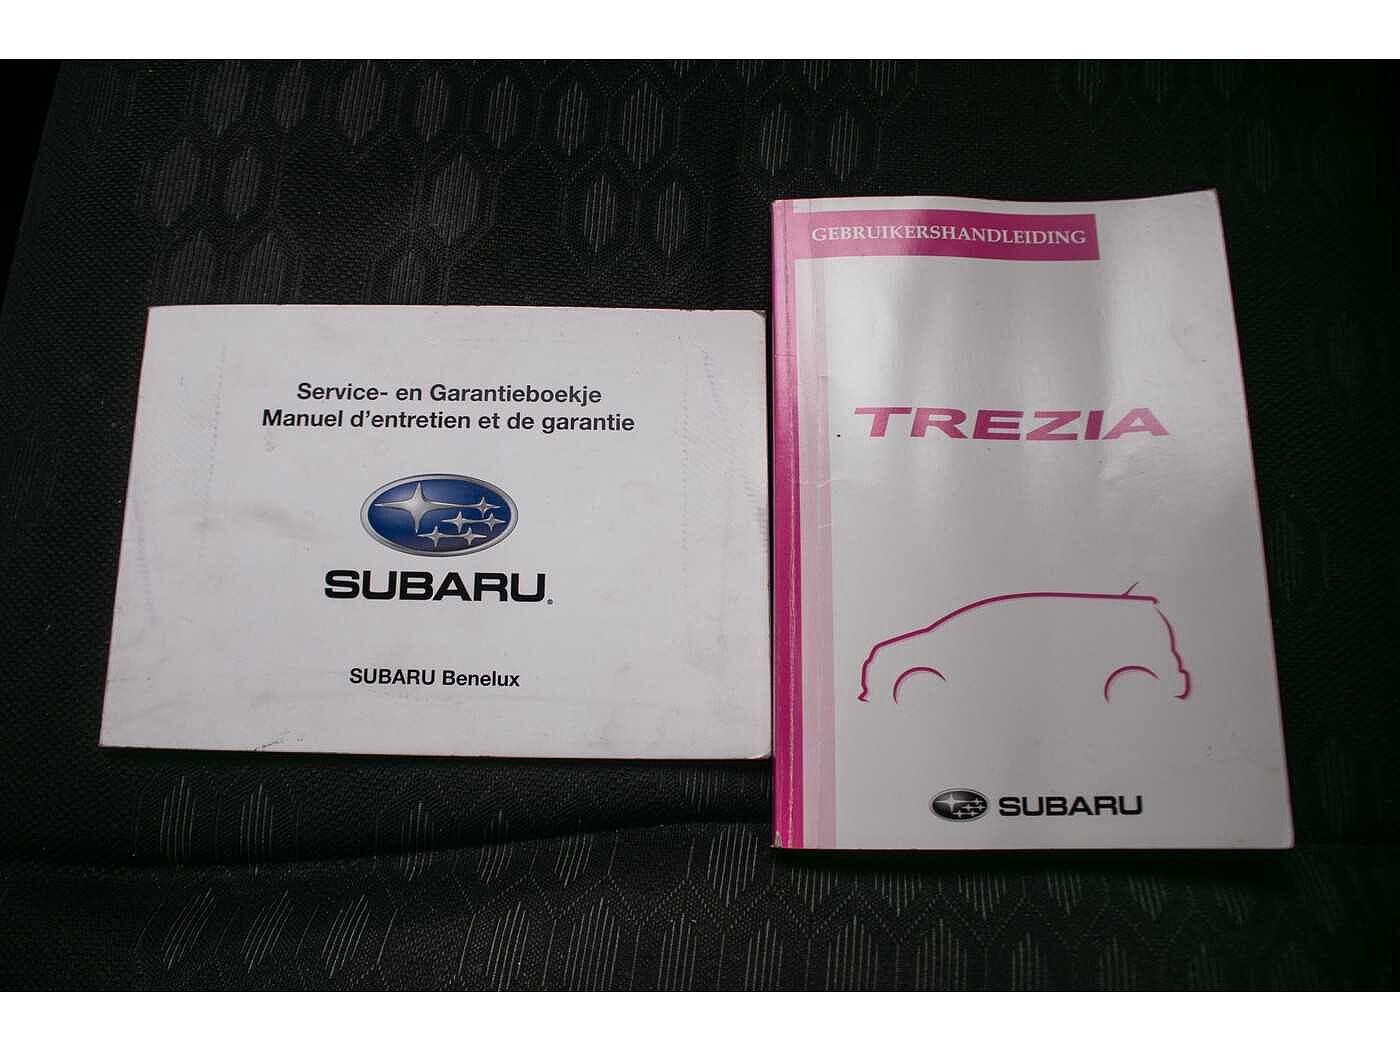 Service- en Garantieboekje
Manuel d'entretien et de garantie
SUBARU®
SUBARU Benelux
GEBRUIKERSHANDLEIDING
TREZIA
SUBARU